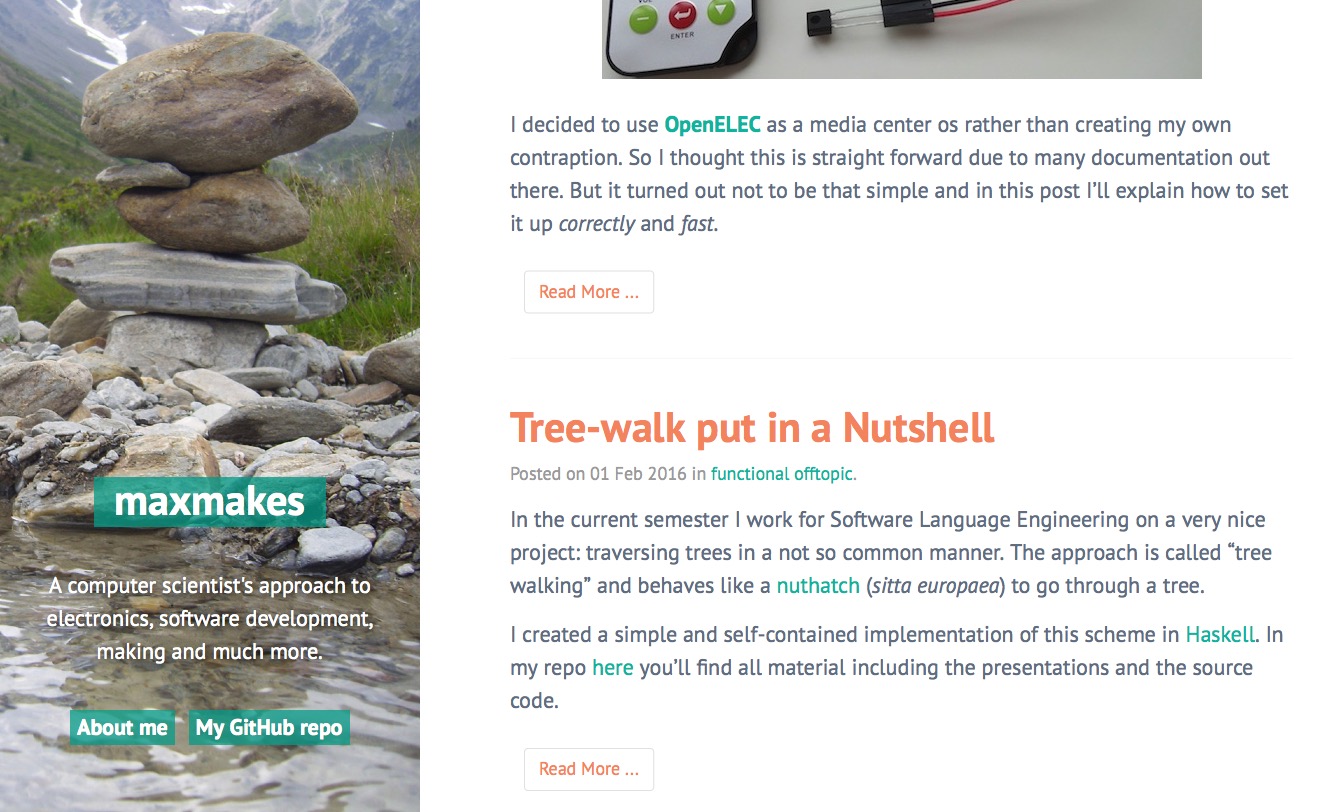 maxmakes
A computer scientist's approach to
electronics, software development,
making and much more.
About me
My GitHub repo
ENTER
I decided to use OpenELEC as a media center os rather than creating my own
contraption. So I thought this is straight forward due to many documentation out
there. But it turned out not to be that simple and in this post I’ll explain how to set
it up correctly and fast.
Read More ...
Tree-walk put in a Nutshell
Posted on 01 Feb 2016 in functional offtopic.
In the current semester I work for Software Language Engineering on a very nice
project: traversing trees in a not so common manner. The approach is called “tree
walking” and behaves like a nuthatch (sitta europaea) to go through a tree.
I created a simple and self-contained implementation of this scheme in Haskell. In
my repo here you’ll find all material including the presentations and the source
code.
Read More ...